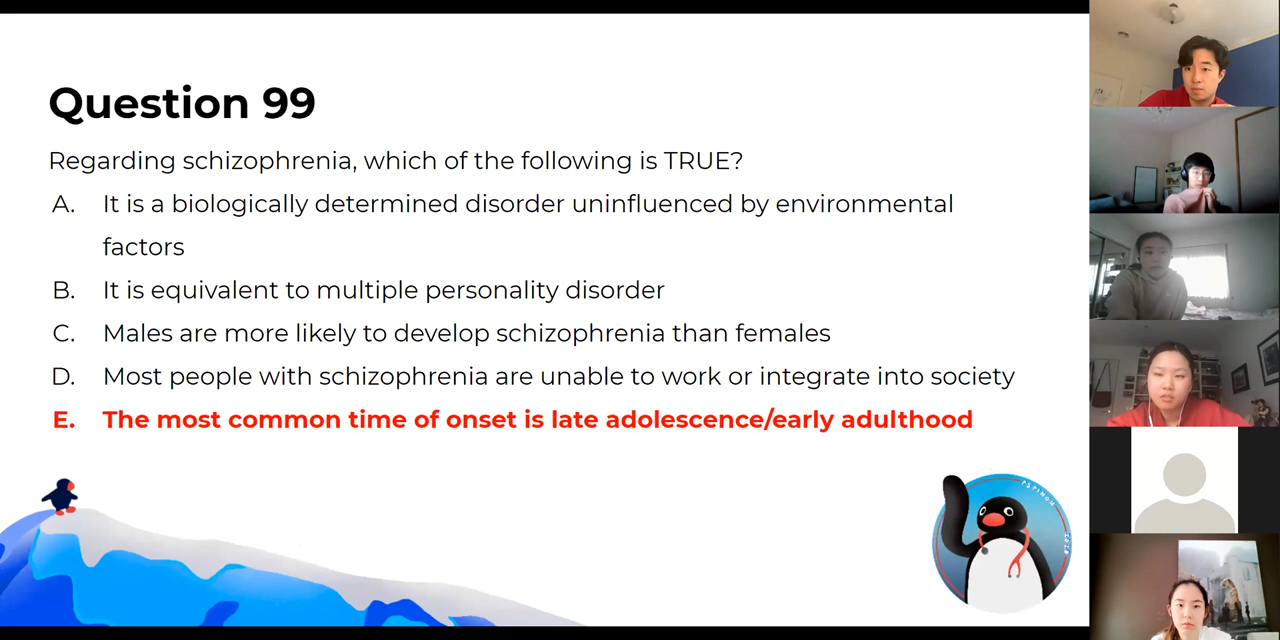 Question 99
Regarding schizophrenia, which of the following is TRUE?
A. It is a biologically determined disorder uninfluenced by environmental
factors
B. It is equivalent to multiple personality disorder
C. Males are more likely to develop schizophrenia than females
D. Most people with schizophrenia are unable to work or integrate into society
E. The most common time of onset is late adolescence/early adulthood